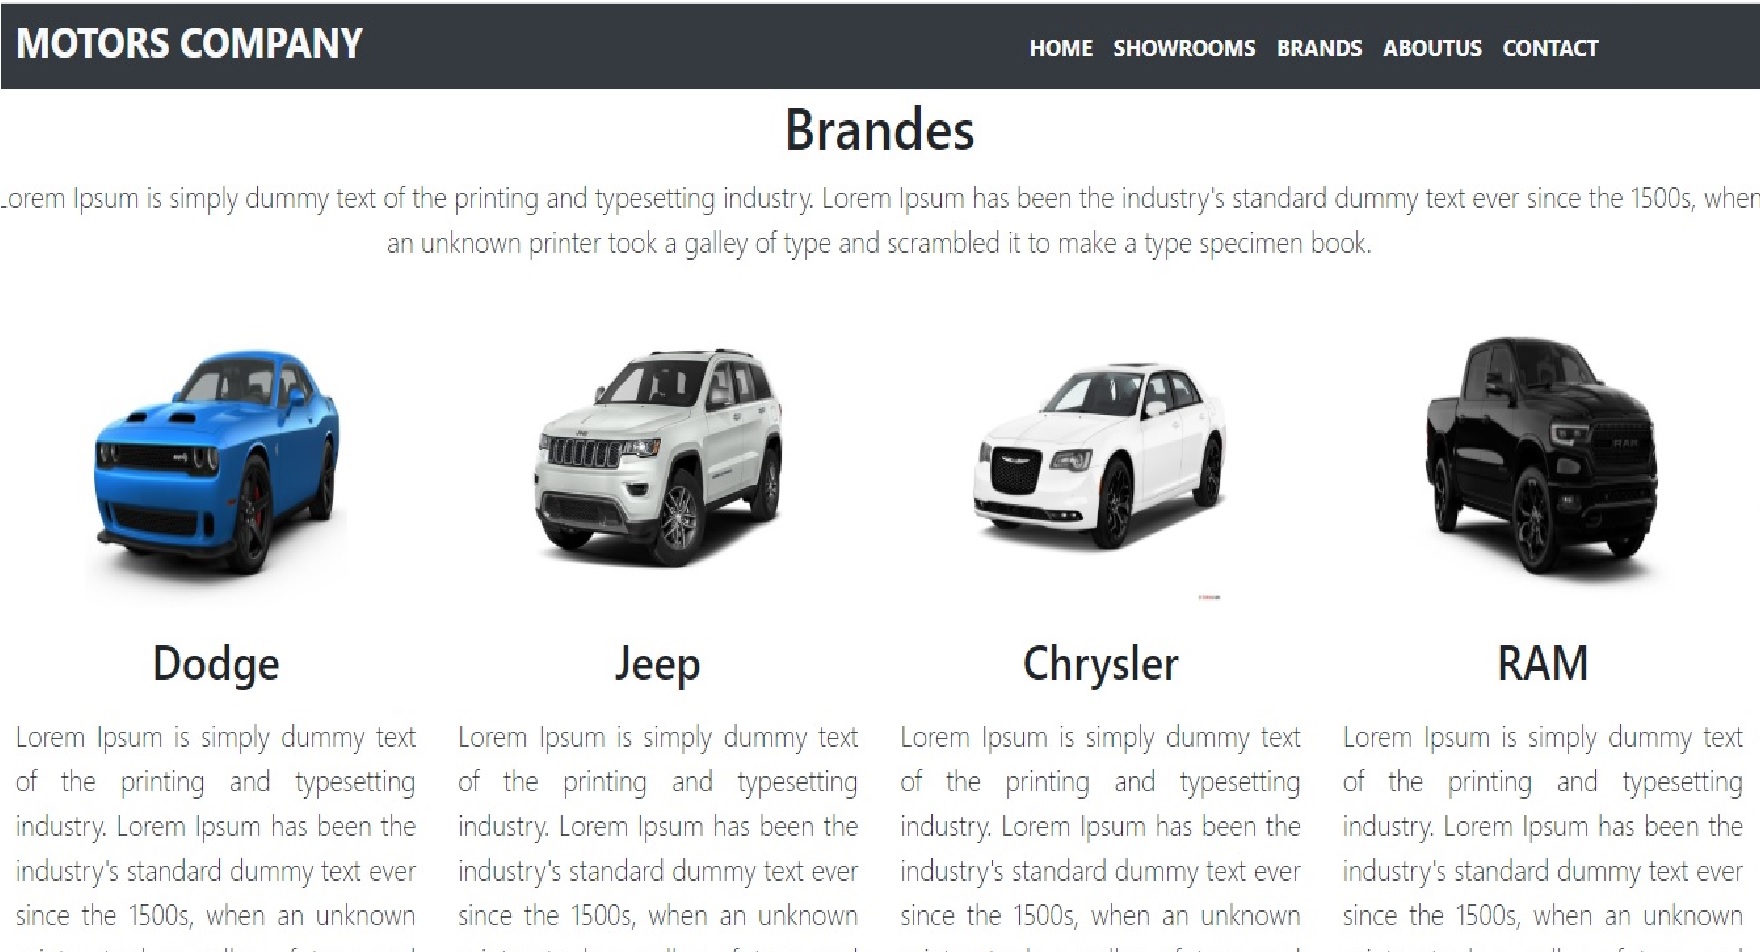 MOTORS COMPANY
HOME SHOWROOMS BRANDS ABOUTUS CONTACT
Brandes
Lorem Ipsum is simply dummy text of the printing and typesetting industry. Lorem Ipsum has been the industry's standard dummy text ever since the 1500s, when
an unknown printer took a galley of type and scrambled it to make a type specimen book.
RAM
Dodge
Lorem Ipsum is simply dummy text
of the printing and typesetting
industry. Lorem Ipsum has been the
industry's standard dummy text ever
since the 1500s, when an unknown
Jeep
Lorem Ipsum is simply dummy text
of the printing and typesetting
industry. Lorem Ipsum has been the
industry's standard dummy text ever
since the 1500s, when an unknown
Chrysler
Lorem Ipsum is simply dummy text
of the printing and typesetting
industry. Lorem Ipsum has been the
industry's standard dummy text ever
since the 1500s, when an unknown
RAM
Lorem Ipsum is simply dummy text
of the printing and typesetting
industry. Lorem Ipsum has been the
industry's standard dummy text ever
since the 1500s, when an unknown